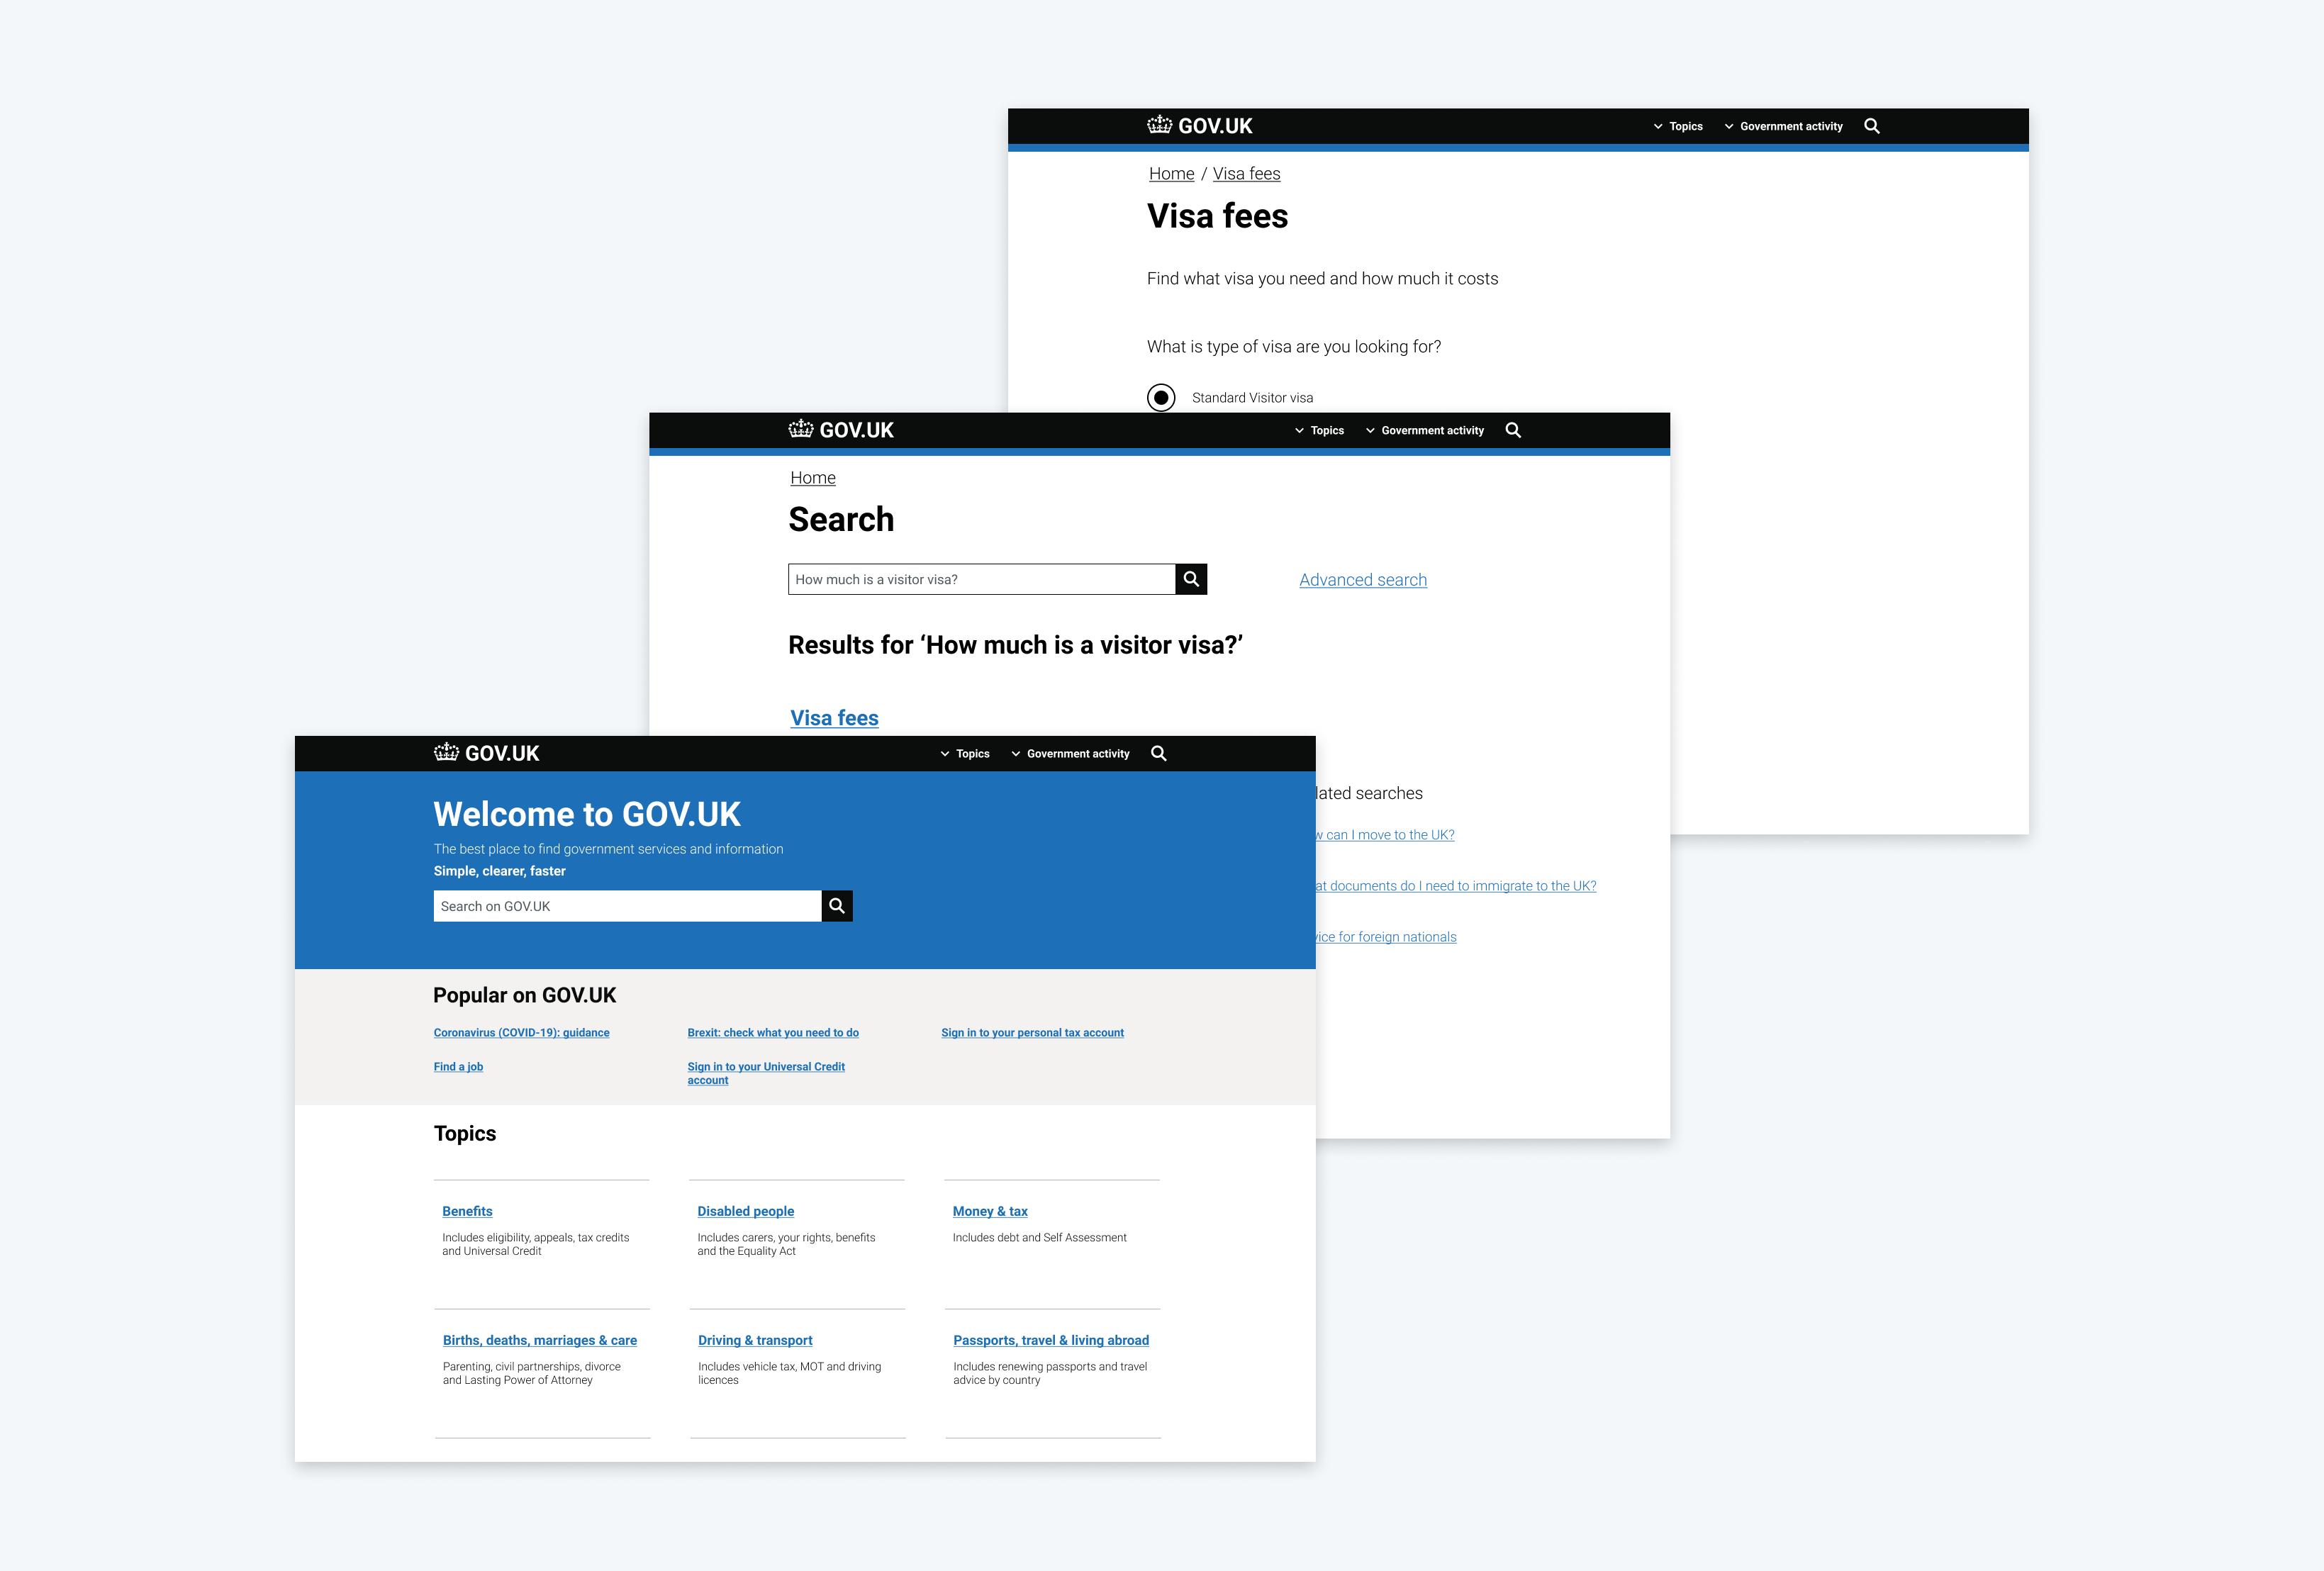 GOV.UK Topics Government activity
Home / Visa fees
Visa fees
Find what visa you need and how much it costs
What is type of visa are you looking for?
Standard Visitor visa
GOV.UK Topics Government activity
Home
Search
How much is a visitor visa? Advanced search
Results for ‘How much is a visitor visa?’
Visa fees
searches
can I move to the UK?
documents do I need to immigrate to the UK?
for foreign nationals
GOV.UK Topics Government activity
Welcome to GOV.UK
The best place to find government services and information
Simple, clearer, faster
Search on GOV.UK
Popular on GOV.UK
Coronavirus (COVID-19): guidance Brexit: check what you need to do Sign in to your personal tax account
Find a job Sign in to your Universal Credit
account
Topics
Benefits Disabled people Money & tax
Includes eligibility, appeals, tax credits Includes carers, your rights, benefits Includes debt and Self Assessment
and Universal Credit and the Equality Act
Births, deaths, marriages & care Driving & transport Passports, travel & living abroad
Parenting, civil partnerships, divorce Includes vehicle tax, MOT and driving Includes renewing passports and travel
and Lasting Power of Attorney licences advice by country